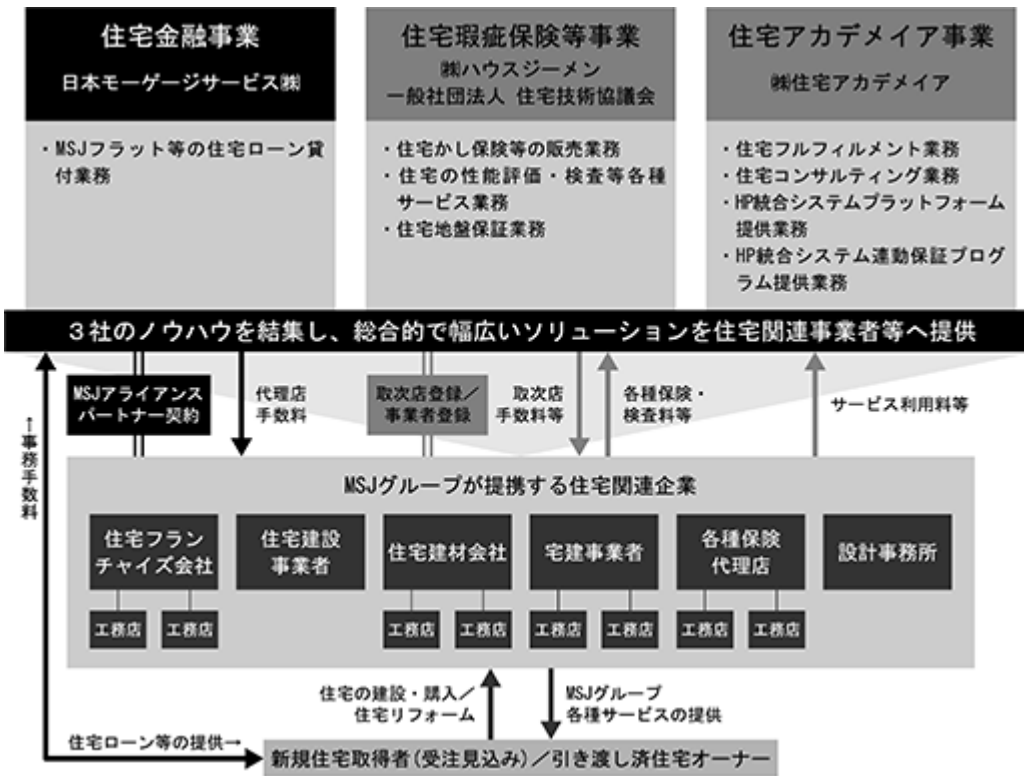 住宅金融事業
日本モーゲージサービス㈱
・MSJフラット等の住宅ローン貸
付業務
住宅瑕疵保険等事業
㈱ハウスジーメン
一般社団法人 住宅技術協議会
・住宅かし保険等の販売業務
・住宅の性能評価・検査等各種
サービス業務
・住宅地盤保証業務
住宅アカデメイア事業
㈱住宅アカデメイア
・住宅フルフィルメント業務
・住宅コンサルティング業務
・HP統合システムプラットフォーム
提供業務
・HP統合システム連動保証プログ
ラム提供業務
3社のノウハウを結集し、総合的で幅広いソリューションを住宅関連事業者等へ提供
MSJアライアンス
パートナー契約
代理店
手数料
取次店登録/
事業者登録
取次店
手数料等
各種保険・
検査料等
サービス利用料等
←事務手数料
MSJグループが提携する住宅関連企業
住宅フラン
チャイズ会社
住宅建設
事業者
住宅建材会社
宅建事業者
各種保険
代理店
設計事務所
工務店
工務店
工務店
工務店
工務店
工務店
工務店
工務店
住宅の建設・購入/
住宅リフォーム
MSJグループ
各種サービスの提供
住宅ローン等の提供→
新規住宅取得者(受注見込み)/引き渡し済住宅オーナー